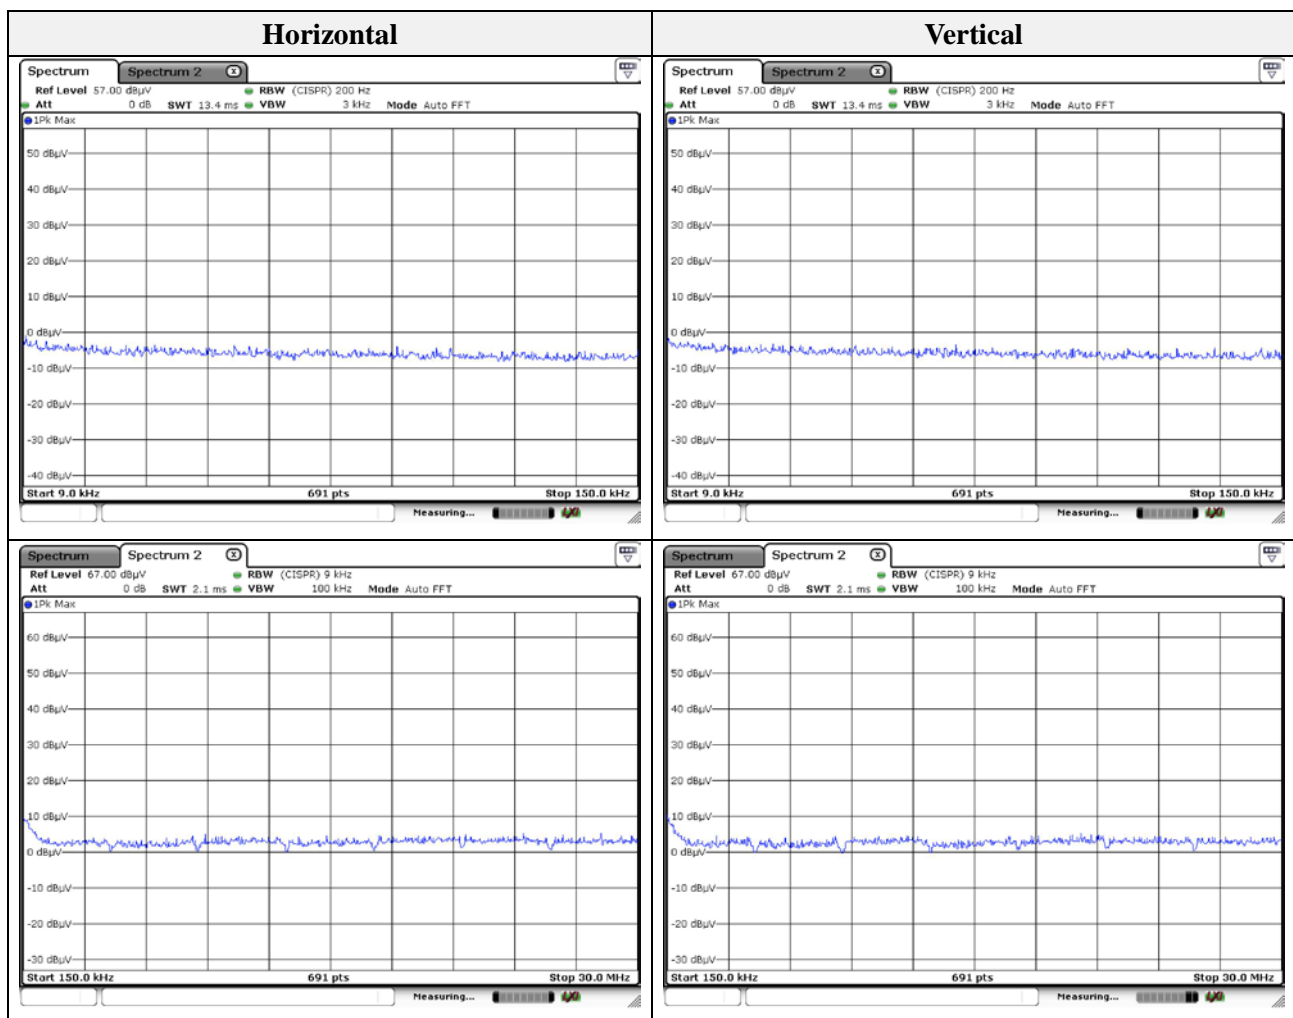 Horizontal
Vertical
Spectrum Spectrum 2 X
Ref Level 57.00 dBµV RBW (CISPR) 200 Hz
Att 0 dB SWT 13.4 ms VBW 3 kHz Mode Auto FFT
1Pk Max
50 dBµV
40 dBµV
30 dBµV
20 dBµV
10 dBµV
0 dBµV
-10 dBµV
-20 dBµV
-30 dBµV
-40 dBµV
Start 9.0 kHz 691 pts Stop 150.0 kHz
Measuring...
Spectrum Spectrum 2 X
Ref Level 57.00 dBµV RBW (CISPR) 200 Hz
Att 0 dB SWT 13.4 ms VBW 3 kHz Mode Auto FFT
1Pk Max
50 dBµV
40 dBµV
30 dBµV
20 dBµV
10 dBµV
0 dBµV
-10 dBµV
-20 dBµV
-30 dBµV
-40 dBµV
Start 9.0 kHz 691 pts Stop 150.0 kHz
Measuring...
Spectrum Spectrum 2 X
Ref Level 67.00 dBµV RBW (CISPR) 9 kHz
Att 0 dB SWT 2.1 ms VBW 100 kHz Mode Auto FFT
1Pk Max
60 dBµV
50 dBµV
40 dBµV
30 dBµV
20 dBµV
10 dBµV
0 dBµV
-10 dBµV
-20 dBµV
-30 dBµV
Start 150.0 kHz 691 pts Stop 30.0 MHz
Measuring...
Spectrum Spectrum 2 X
Ref Level 67.00 dBµV RBW (CISPR) 9 kHz
Att 0 dB SWT 2.1 ms VBW 100 kHz Mode Auto FFT
1Pk Max
60 dBµV
50 dBµV
40 dBµV
30 dBµV
20 dBµV
10 dBµV
0 dBµV
-10 dBµV
-20 dBµV
-30 dBµV
Start 150.0 kHz 691 pts Stop 30.0 MHz
Measuring...